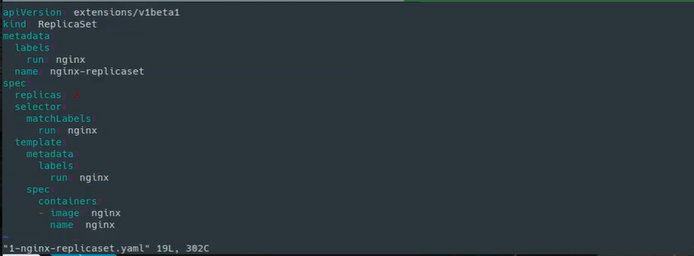 apiVersion: extensions/v1beta1
kind: ReplicaSet
metadata:
  labels:
    run: nginx
  name: nginx-replicaset
spec:
  replicas:
  selector:
    matchLabels:
      run: nginx
  template:
    metadata:
      labels:
        run: nginx
    spec:
      containers:
      - image: nginx
        name: nginx
~
"1-nginx-replicaset.yaml" 19L, 302C